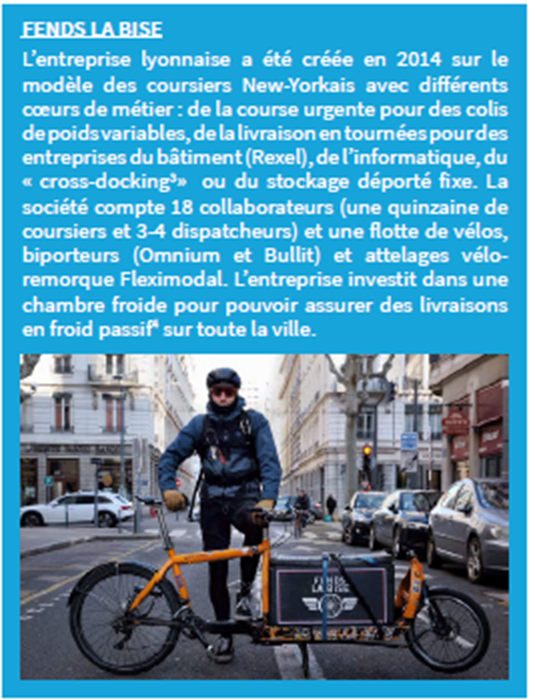 FENDS LA BISE
L'entreprise lyonnaise a été créée en 2014 sur le
modèle des coursiers New-Yorkais avec différents
cœurs de métier : de la course urgente pour des colis
de poids variables, de la livraison en tournées pour des
entreprises du bâtiment (Rexel), de l'informatique, du
« cross-docking³» ou du stockage déporté fixe. La
société compte 18 collaborateurs (une quinzaine de
coursiers et 3-4 dispatcheurs) et une flotte de vélos,
biporteurs (Omnium et Bullit) et attelages vélo-
remorque Fleximodal. L'entreprise investit dans une
chambre froide pour pouvoir assurer des livraisons
en froid passif⁴ sur toute la ville.
FENDS
LA BISE